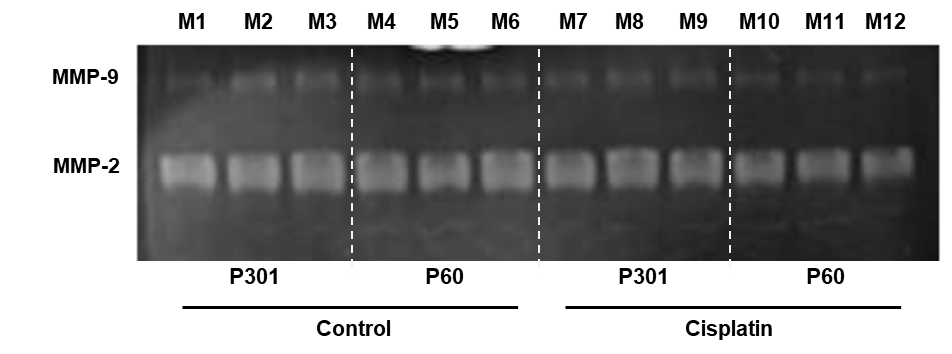 M1 M2 M3 M4 M5 M6 M7 M8 M9 M10 M11 M12
MMP-9
MMP-2
P301 P60 P301 P60
Control Cisplatin